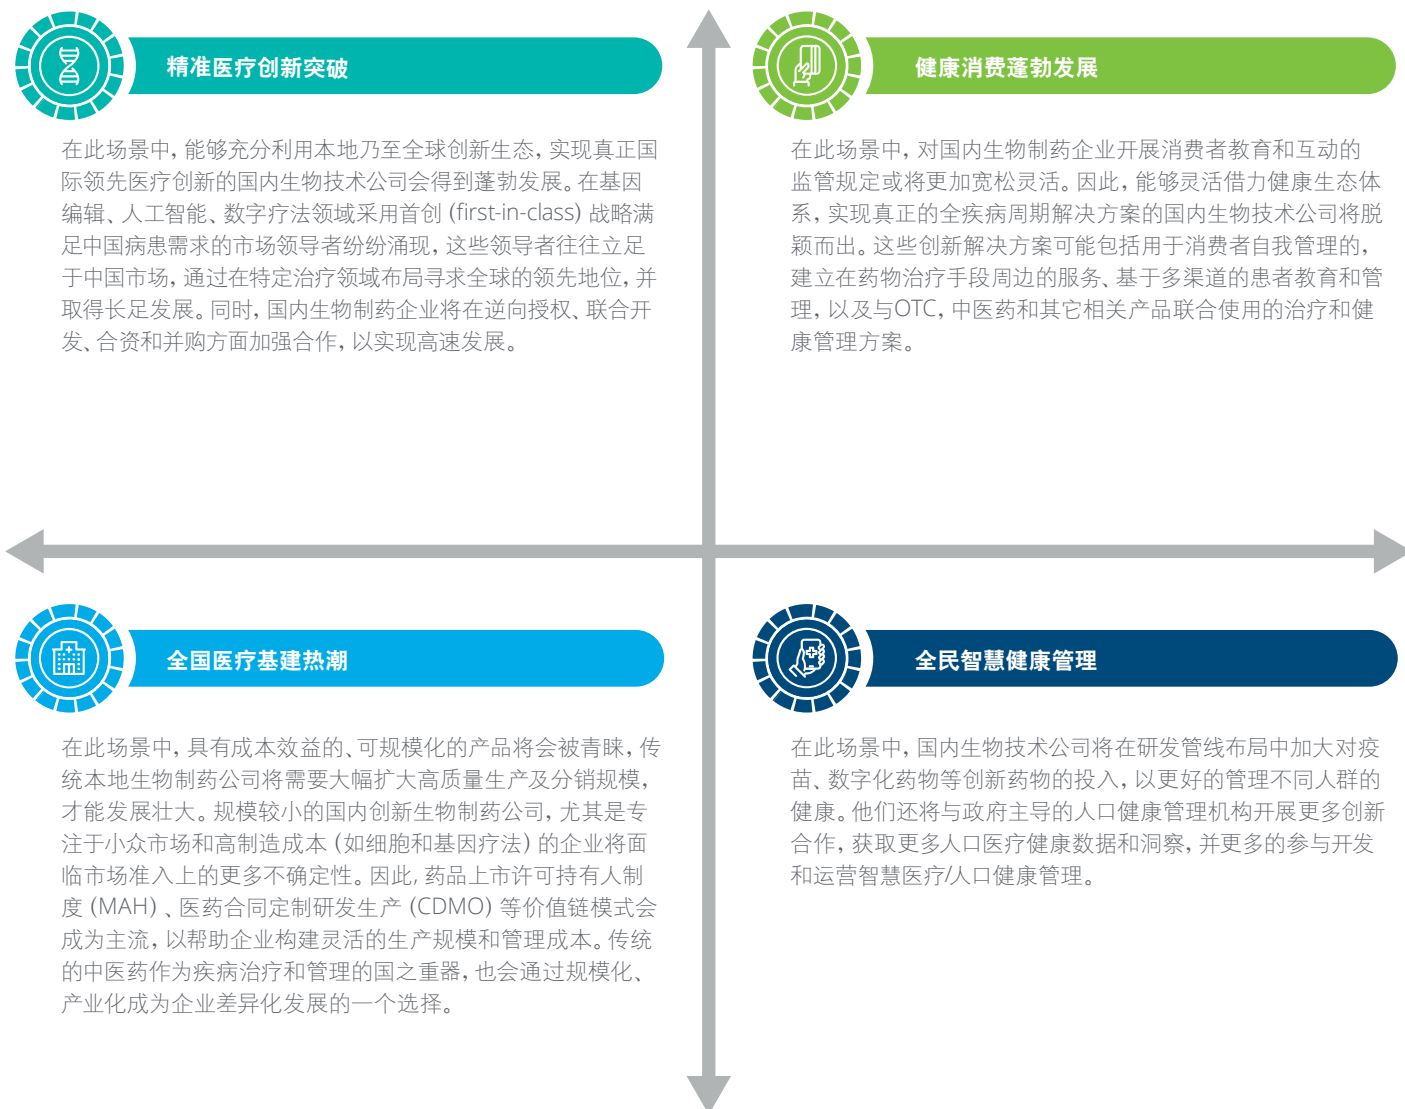 精准医疗创新突破
在此场景中，能够充分利用本地乃至全球创新生态，实现真正国
际领先医疗创新的国内生物技术公司会得到蓬勃发展。在基因
编辑、人工智能、数字疗法领域采用首创 (first-in-class) 战略满
足中国病患需求的市场领导者纷纷涌现，这些领导者往往立足
于中国市场，通过在特定治疗领域布局寻求全球的领先地位，并
取得长足发展。同时，国内生物制药企业将在逆向授权、联合开
发、合资和并购方面加强合作，以实现高速发展。
健康消费蓬勃发展
在此场景中，对国内生物制药企业开展消费者教育和互动的
监管规定或将更加宽松灵活。因此，能够灵活借力健康生态体
系，实现真正的全疾病周期解决方案的国内生物技术公司将脱
颖而出。这些创新解决方案可能包括用于消费者自我管理的，
建立在药物治疗手段周边的服务、基于多渠道的患者教育和管
理，以及与OTC，中医药和其它相关产品联合使用的治疗和健
康管理方案。
全国医疗基建热潮
在此场景中，具有成本效益的、可规模化的产品将会被青睐，传
统本地生物制药公司将需要大幅扩大高质量生产及分销规模，
才能发展壮大。规模较小的国内创新生物制药公司，尤其是专
注于小众市场和高制造成本（如细胞和基因疗法）的企业将面
临市场准入上的更多不确定性。因此, 药品上市许可持有人制
度 (MAH) 、医药合同定制研发生产 (CDMO) 等价值链模式会
成为主流，以帮助企业构建灵活的生产规模和管理成本。传统
的中医药作为疾病治疗和管理的国之重器，也会通过规模化、
产业化成为企业差异化发展的一个选择。
全民智慧健康管理
在此场景中，国内生物技术公司将在研发管线布局中加大对疫
苗、数字化药物等创新药物的投入，以更好的管理不同人群的
健康。他们还将与政府主导的人口健康管理机构开展更多创新
合作，获取更多人口医疗健康数据和洞察，并更多的参与开发
和运营智慧医疗/人口健康管理。